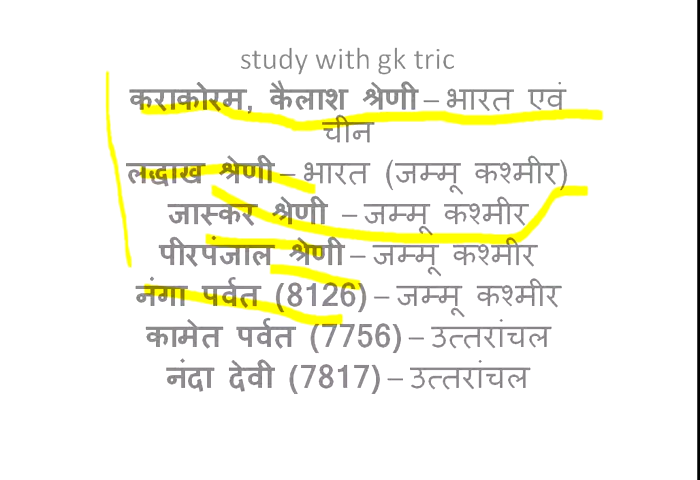 study with gk tric
कराकोरम, कैलाश श्रेणी – भारत एवं
चीन
लद्धाख श्रेणी – भारत (जम्मू कश्मीर)
जास्कर श्रेणी – जम्मू कश्मीर
पीरपंजाल श्रेणी – जम्मू कश्मीर
नंगा पर्वत (8126) – जम्मू कश्मीर
कामेत पर्वत (7756) – उत्तरांचल
नंदा देवी (7817) – उत्तरांचल